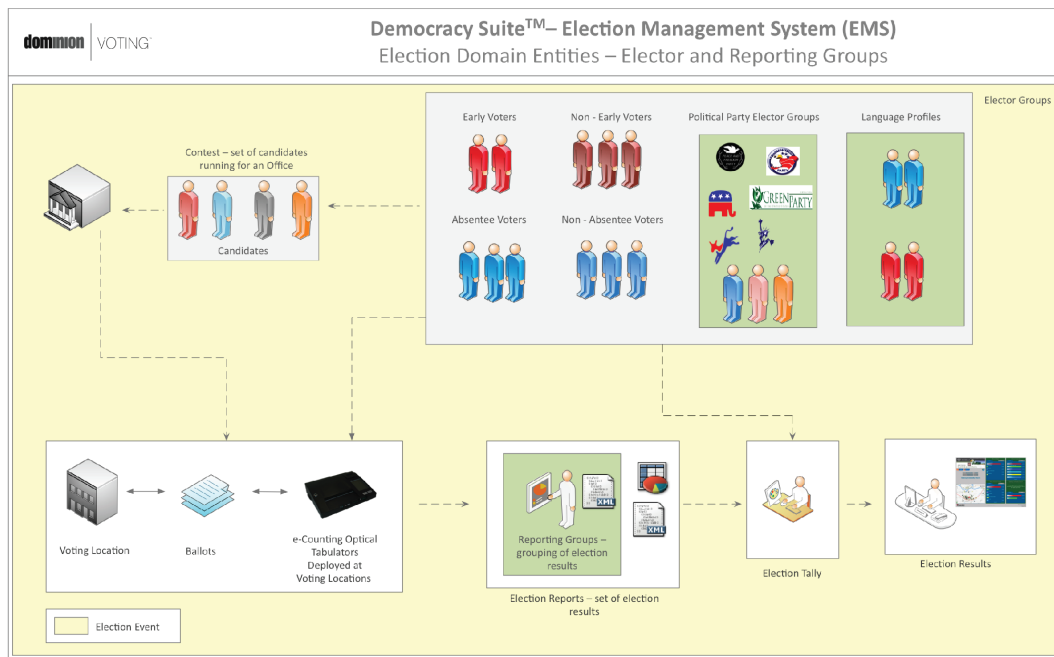 DOMINION VOTING
Democracy Suite™– Election Management System (EMS)
Election Domain Entities – Elector and Reporting Groups
Elector Groups
Early Voters
Non - Early Voters
Political Party Elector Groups
Language Profiles
Contest – set of candidates
running for an Office
Candidates
GREEN PARTY
Absentee Voters
Non - Absentee Voters
Voting Location
Ballots
e-Counting Optical
Tabulators
Deployed at
Voting Locations
XML
XML
Reporting Groups –
grouping of election
results
Election Reports – set of election
results
Election Tally
Election Results
Election Event